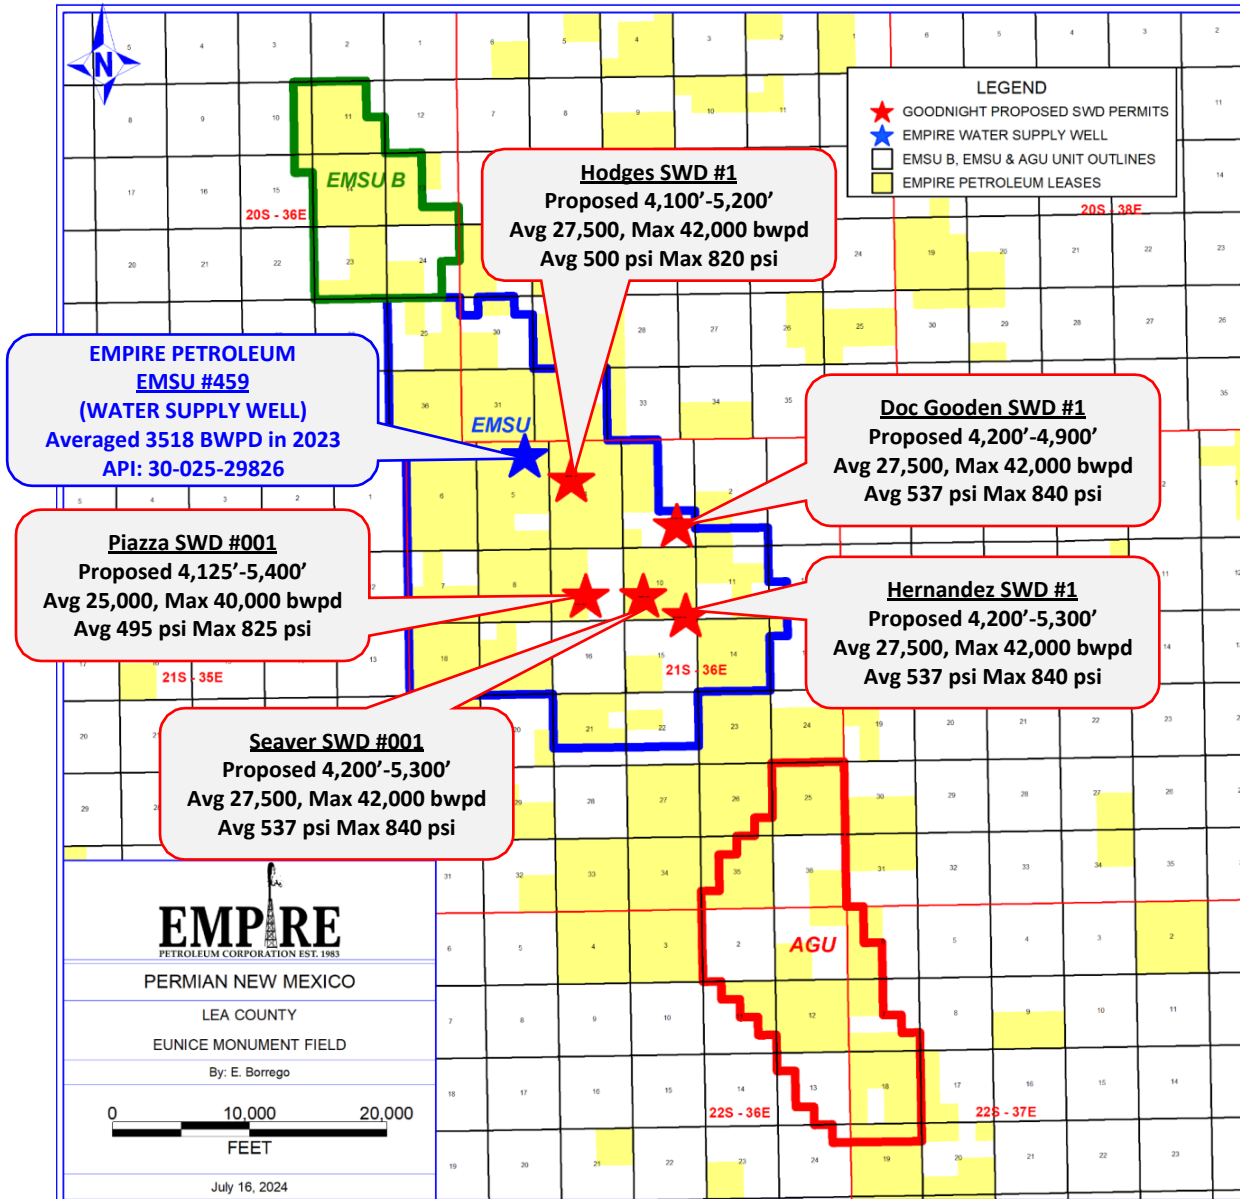 N
LEGEND
GOODNIGHT PROPOSED SWD PERMITS
EMPIRE WATER SUPPLY WELL
EMSU B, EMSU & AGU UNIT OUTLINES
EMPIRE PETROLEUM LEASES
EMSU B
20S - 36E
20S - 38E
Hodges SWD #1
Proposed 4,100’-5,200’
Avg 27,500, Max 42,000 bwpd
Avg 500 psi Max 820 psi
EMPIRE PETROLEUM
EMSU #459
(WATER SUPPLY WELL)
Averaged 3518 BWPD in 2023
API: 30-025-29826
EMSU
Doc Gooden SWD #1
Proposed 4,200’-4,900’
Avg 27,500, Max 42,000 bwpd
Avg 537 psi Max 840 psi
Piazza SWD #001
Proposed 4,125’-5,400’
Avg 25,000, Max 40,000 bwpd
Avg 495 psi Max 825 psi
Hernandez SWD #1
Proposed 4,200’-5,300’
Avg 27,500, Max 42,000 bwpd
Avg 537 psi Max 840 psi
21S - 35E
21S - 36E
Seaver SWD #001
Proposed 4,200’-5,300’
Avg 27,500, Max 42,000 bwpd
Avg 537 psi Max 840 psi
AGU
22S - 36E
22S - 37E
EMPIRE
PETROLEUM CORPORATION EST. 1983
PERMIAN NEW MEXICO
LEA COUNTY
EUNICE MONUMENT FIELD
By: E. Borrego
0 10,000 20,000
FEET
July 16, 2024